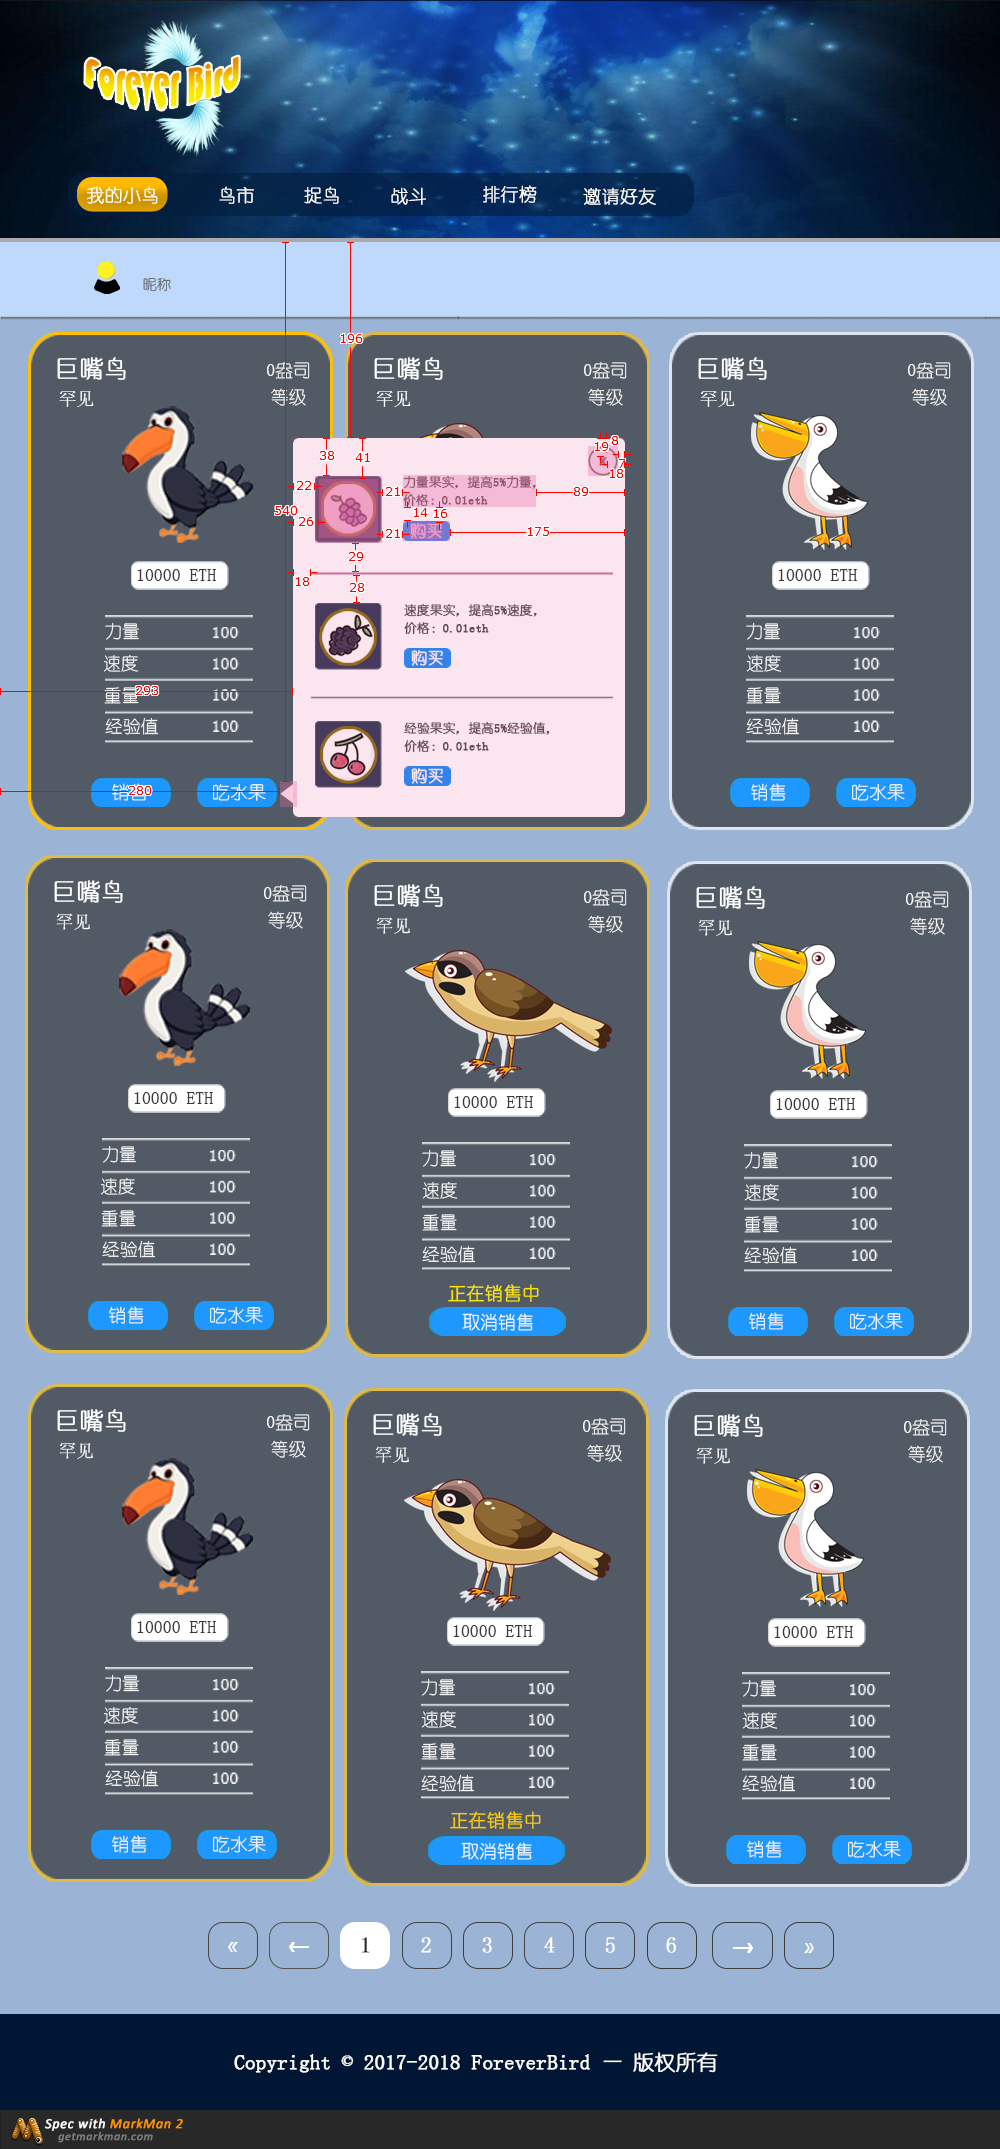 Forever Bird
我的小鸟 鸟市 捉鸟 战斗 排行榜 邀请好友
昵称
196
巨嘴鸟 0盎司
罕见 等级
10000 ETH
力量 100
速度 100
重量 100
经验值 100
销售 吃水果
293
280
540
巨嘴鸟 0盎司
罕见 等级
38 41 19 8
7
18
22 21 89
26 21 14 16 175
力量果实, 提高5%力量,
价格: 0.01eth
购买
29
18 28
速度果实, 提高5%速度,
价格: 0.01eth
购买
经验果实, 提高5%经验值,
价格: 0.01eth
购买
巨嘴鸟 0盎司
罕见 等级
10000 ETH
力量 100
速度 100
重量 100
经验值 100
销售 吃水果
巨嘴鸟 0盎司
罕见 等级
10000 ETH
力量 100
速度 100
重量 100
经验值 100
销售 吃水果
巨嘴鸟 0盎司
罕见 等级
10000 ETH
力量 100
速度 100
重量 100
经验值 100
正在销售中
取消销售
巨嘴鸟 0盎司
罕见 等级
10000 ETH
力量 100
速度 100
重量 100
经验值 100
销售 吃水果
巨嘴鸟 0盎司
罕见 等级
10000 ETH
力量 100
速度 100
重量 100
经验值 100
销售 吃水果
巨嘴鸟 0盎司
罕见 等级
10000 ETH
力量 100
速度 100
重量 100
经验值 100
正在销售中
取消销售
巨嘴鸟 0盎司
罕见 等级
10000 ETH
力量 100
速度 100
重量 100
经验值 100
销售 吃水果
« ← 1 2 3 4 5 6 → »
Copyright © 2017-2018 ForeverBird — 版权所有
Spec with MarkMan 2
getmarkman.com